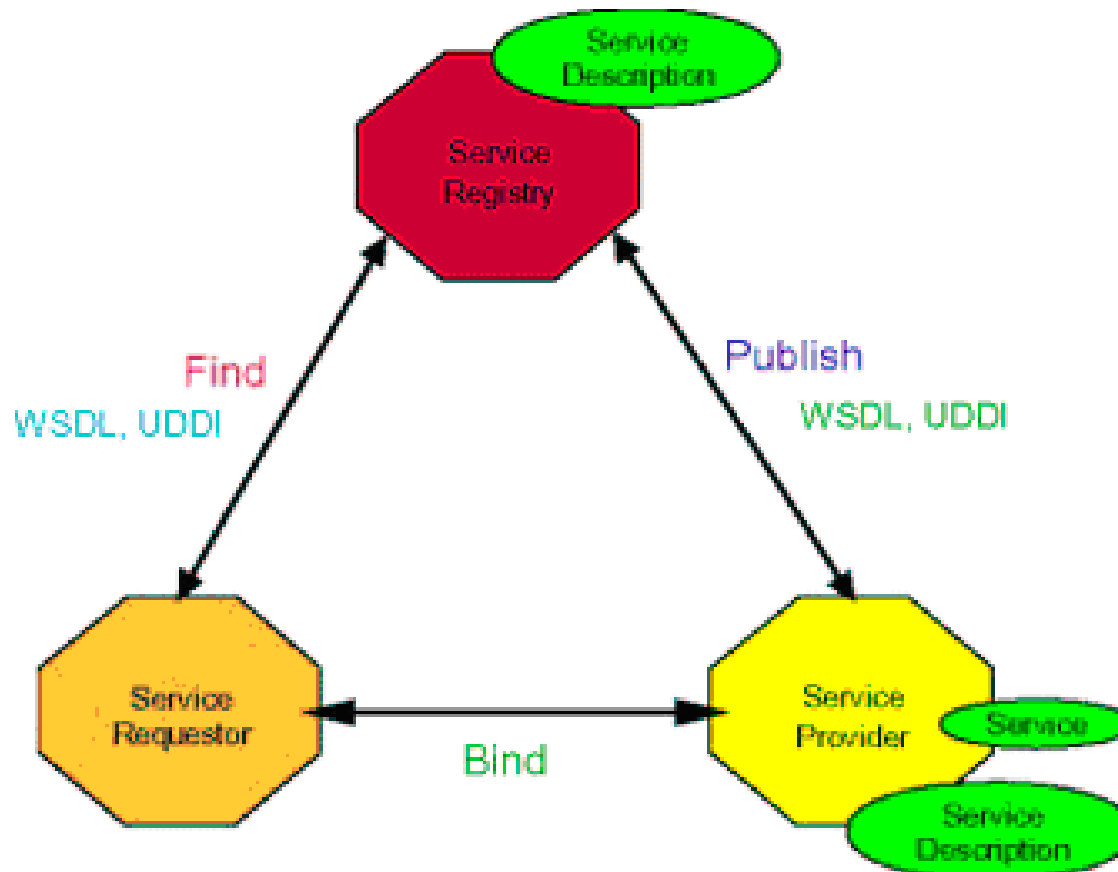 Service
Description
Service
Registry
Find
WSDL, UDDI
Publish
WSDL, UDDI
Service
Requestor
Bind
Service
Provider
Service
Service
Description